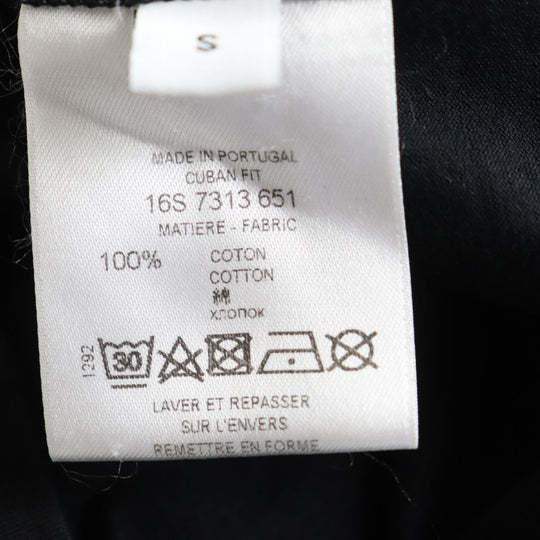 S
MADE IN PORTUGAL
CUBAN FIT
16S 7313 651
MATIERE - FABRIC
100% COTON
COTTON
綿
ХЛОПОК
1292
30
LAVER ET REPASSER
SUR L'ENVERS
REMETTRE EN FORME